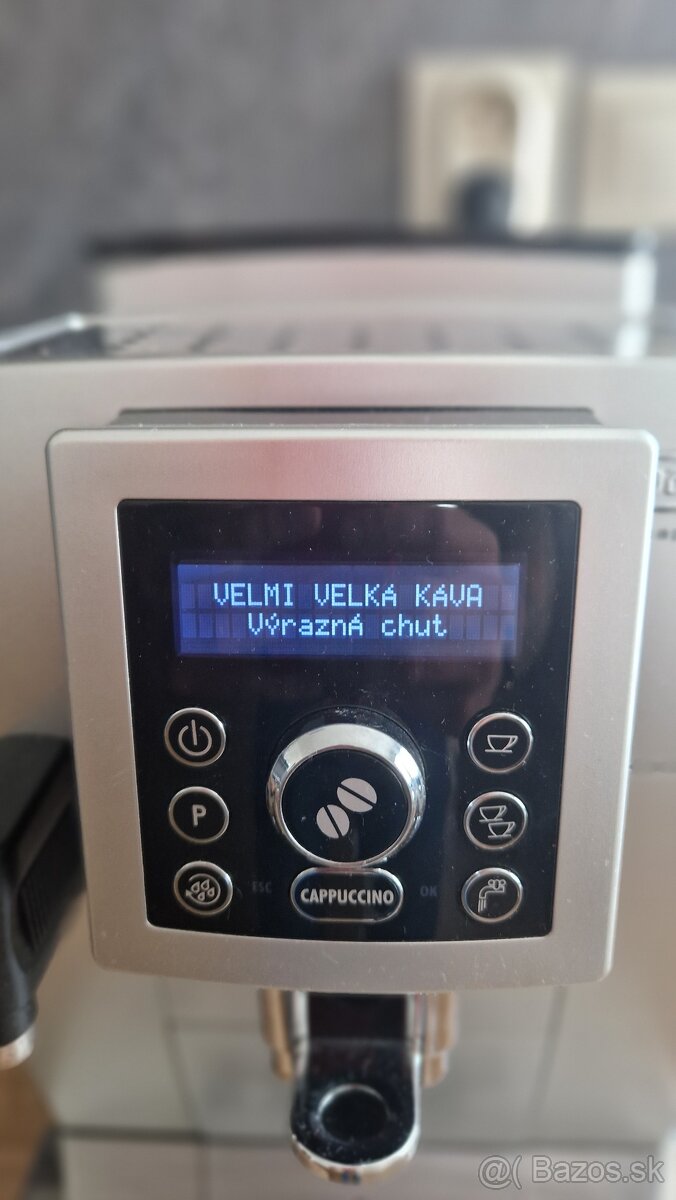 VELMI VELKÁ KÁVA
Výrazná chut
P
ESC
CAPPUCCINO
OK
@( Bazos.sk